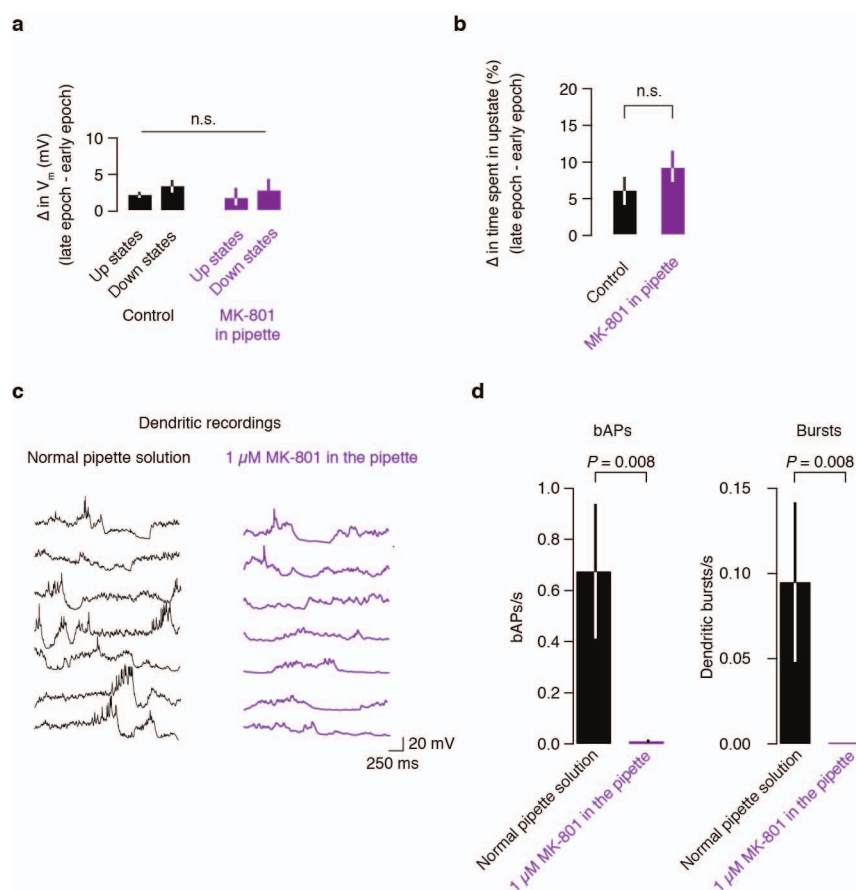 a
Δ in Vm (mV)
(late epoch - early epoch)
10
5
0
n.s.
Up states
Down states
Up states
Down states
Control
MK-801
in pipette
b
Δ in time spent in upstate (%)
(late epoch - early epoch)
20
15
10
5
0
n.s.
Control
MK-801 in pipette
c
Dendritic recordings
Normal pipette solution
1 µM MK-801 in the pipette
20 mV
250 ms
d
bAPs
P = 0.008
bAPs/s
1.0
0.8
0.6
0.4
0.2
0.0
Normal pipette solution
1 µM MK-801 in the pipette
Bursts
P = 0.008
Dendritic bursts/s
0.15
0.10
0.05
0.00
Normal pipette solution
1 µM MK-801 in the pipette